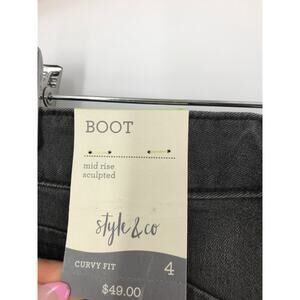 BOOT
mid rise
sculpted
style & co
CURVY FIT 4
$49.00